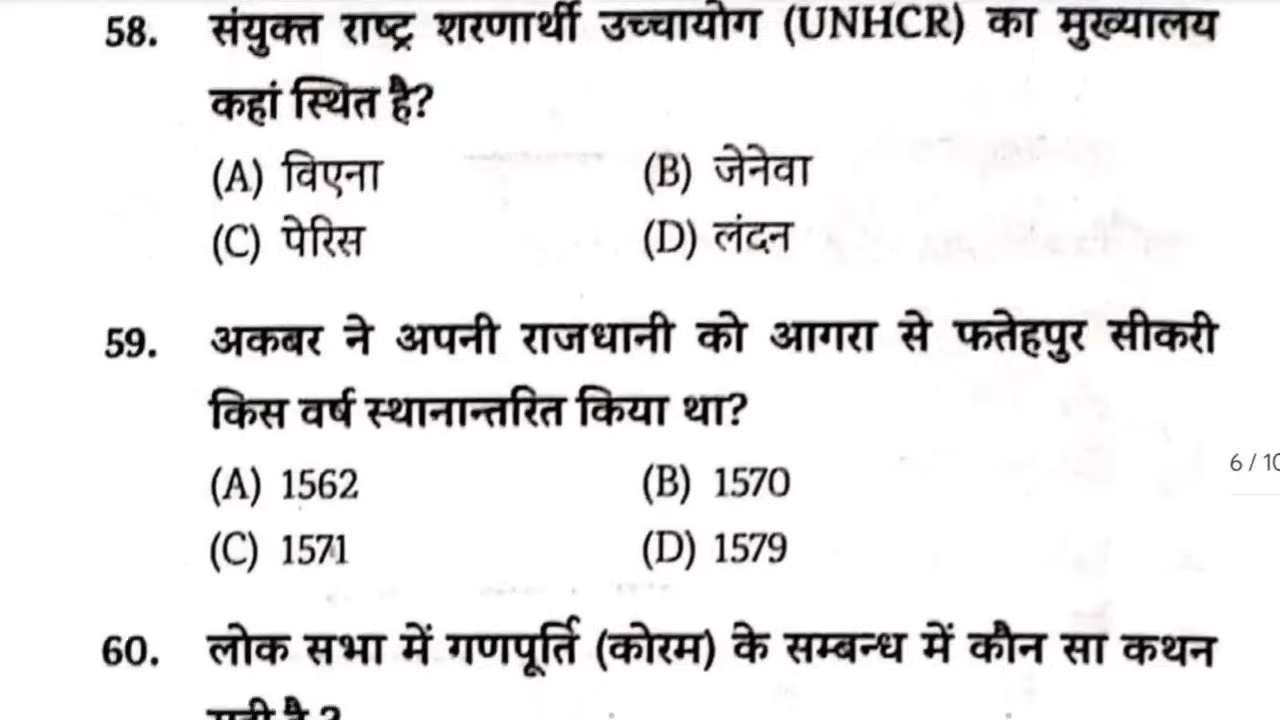 58. संयुक्त राष्ट्र शरणार्थी उच्चायोग (UNHCR) का मुख्यालय
कहां स्थित है?
(A) विएना (B) जेनेवा
(C) पेरिस (D) लंदन
59. अकबर ने अपनी राजधानी को आगरा से फतेहपुर सीकरी
किस वर्ष स्थानान्तरित किया था?
6 / 10
(A) 1562 (B) 1570
(C) 1571 (D) 1579
60. लोक सभा में गणपूर्ति (कोरम) के सम्बन्ध में कौन सा कथन